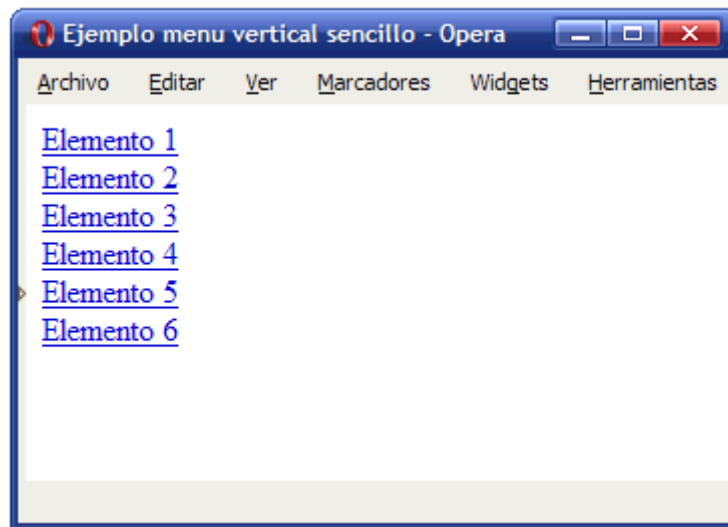 Ejemplo menu vertical sencillo - Opera
Archivo Editar Ver Marcadores Widgets Herramientas
Elemento 1
Elemento 2
Elemento 3
Elemento 4
Elemento 5
Elemento 6